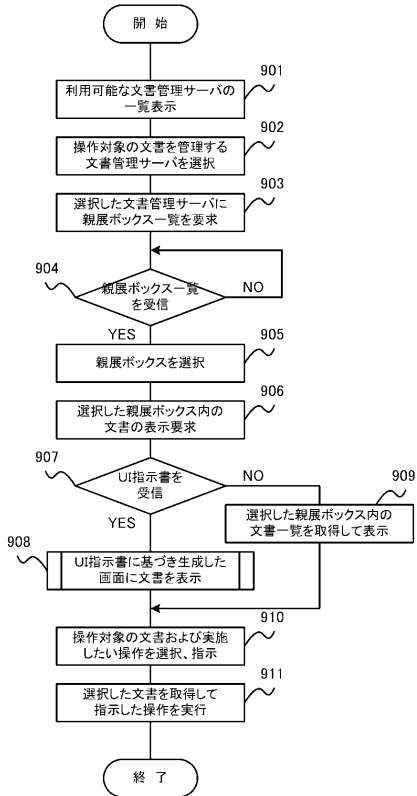 開 始
901
利用可能な文書管理サーバの
一覧表示
902
操作対象の文書を管理する
文書管理サーバを選択
903
選択した文書管理サーバに
親展ボックス一覧を要求
904
親展ボックス一覧
を受信
NO
YES
905
親展ボックスを選択
906
選択した親展ボックス内の
文書の表示要求
907
UI指示書を
受信
NO
YES
909
選択した親展ボックス内の
文書一覧を取得して表示
908
UI指示書に基づき生成した
画面に文書を表示
910
操作対象の文書および実施
したい操作を選択、指示
911
選択した文書を取得して
指示した操作を実行
終 了